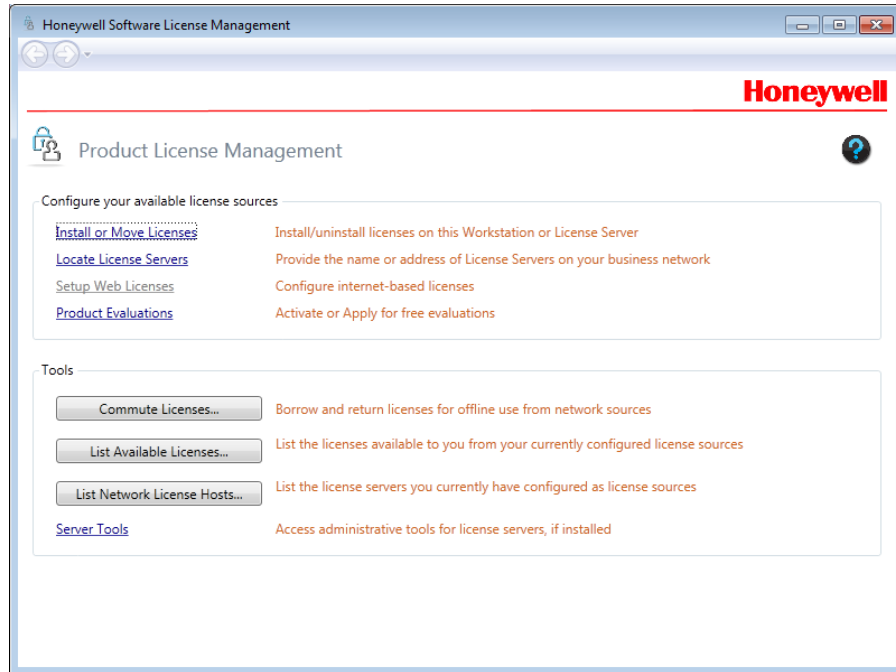 Honeywell Software License Management
Honeywell
Product License Management
?
Configure your available license sources
Install or Move Licenses Install/uninstall licenses on this Workstation or License Server
Locate License Servers Provide the name or address of License Servers on your business network
Setup Web Licenses Configure internet-based licenses
Product Evaluations Activate or Apply for free evaluations
Tools
Commute Licenses... Borrow and return licenses for offline use from network sources
List Available Licenses... List the licenses available to you from your currently configured license sources
List Network License Hosts... List the license servers you currently have configured as license sources
Server Tools Access administrative tools for license servers, if installed